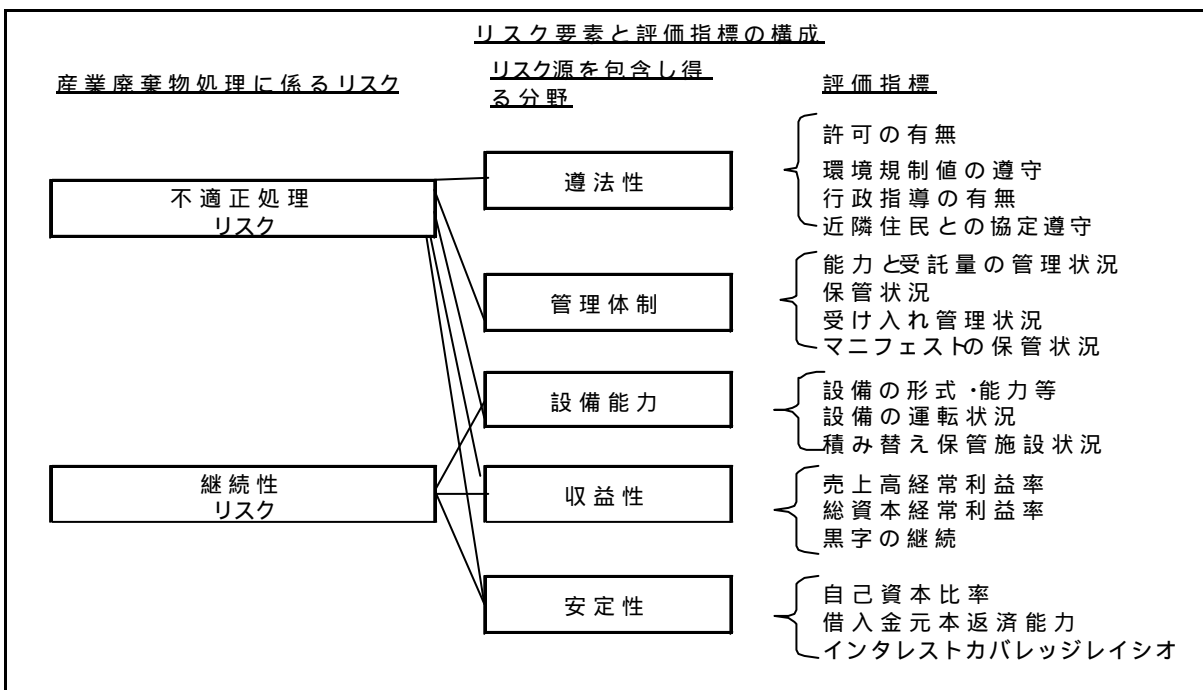 リスク要素と評価指標の構成
産業廃棄物処理に係るリスク
リスク源を包含し得
る分野
評価指標
不適正処理
リスク
継続性
リスク
遵法性
管理体制
設備能力
収益性
安定性
許可の有無
環境規制値の遵守
行政指導の有無
近隣住民との協定遵守
能力と受託量の管理状況
保管状況
受け入れ管理状況
マニフェストの保管状況
設備の形式・能力等
設備の運転状況
積み替え保管施設状況
売上高経常利益率
総資本経常利益率
黒字の継続
自己資本比率
借入金元本返済能力
インタレストカバレッジレイシオ